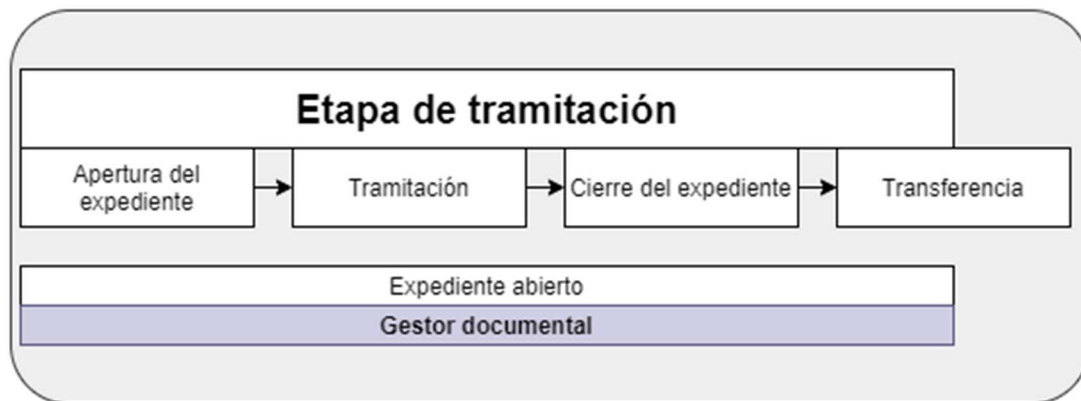 Etapa de tramitación
Apertura del
expediente
Tramitación
Cierre del expediente
Transferencia
Expediente abierto
Gestor documental